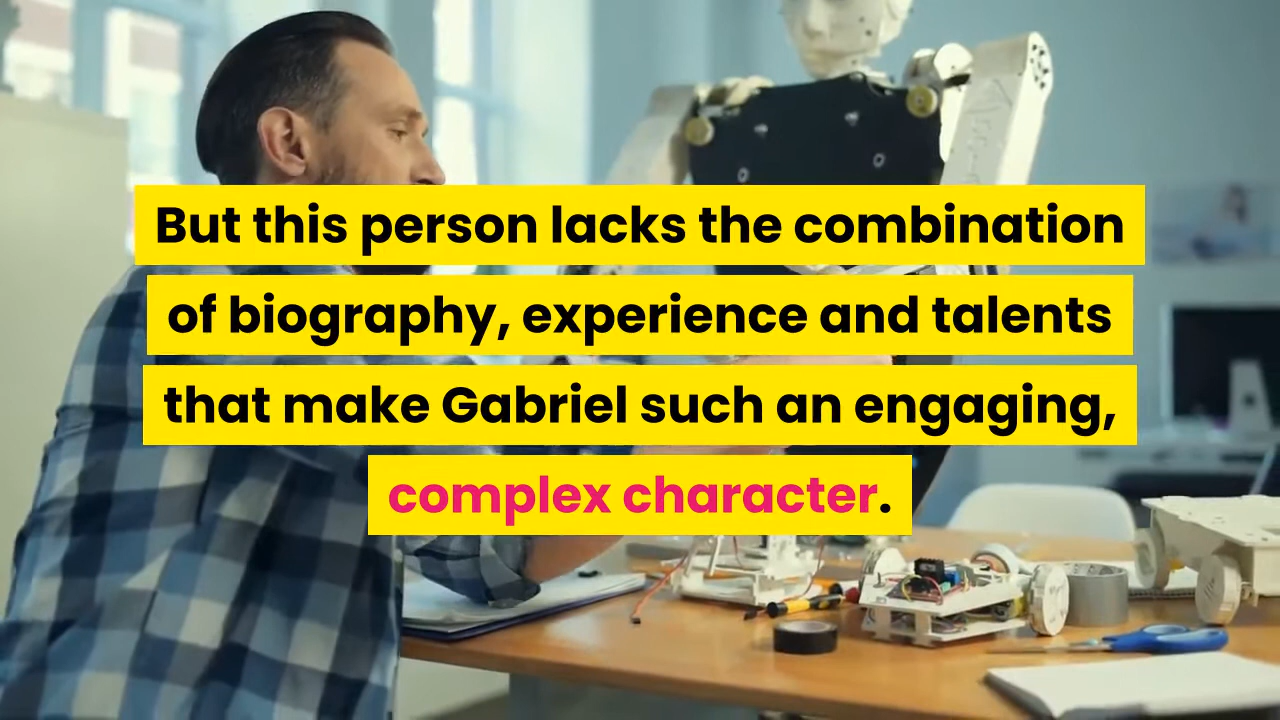 But this person lacks the combination
of biography, experience and talents
that make Gabriel such an engaging,
complex character.